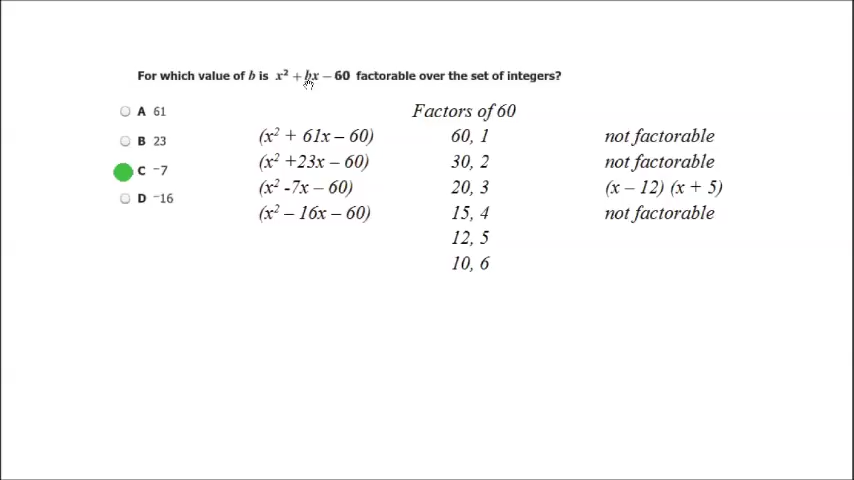 For which value of b is x² + bx − 60 factorable over the set of integers?
A 61
B 23
C ⁻7
D ⁻16
Factors of 60
(x² + 61x – 60) 60, 1 not factorable
(x² +23x – 60) 30, 2 not factorable
(x² -7x – 60) 20, 3 (x – 12) (x + 5)
(x² – 16x – 60) 15, 4 not factorable
12, 5
10, 6